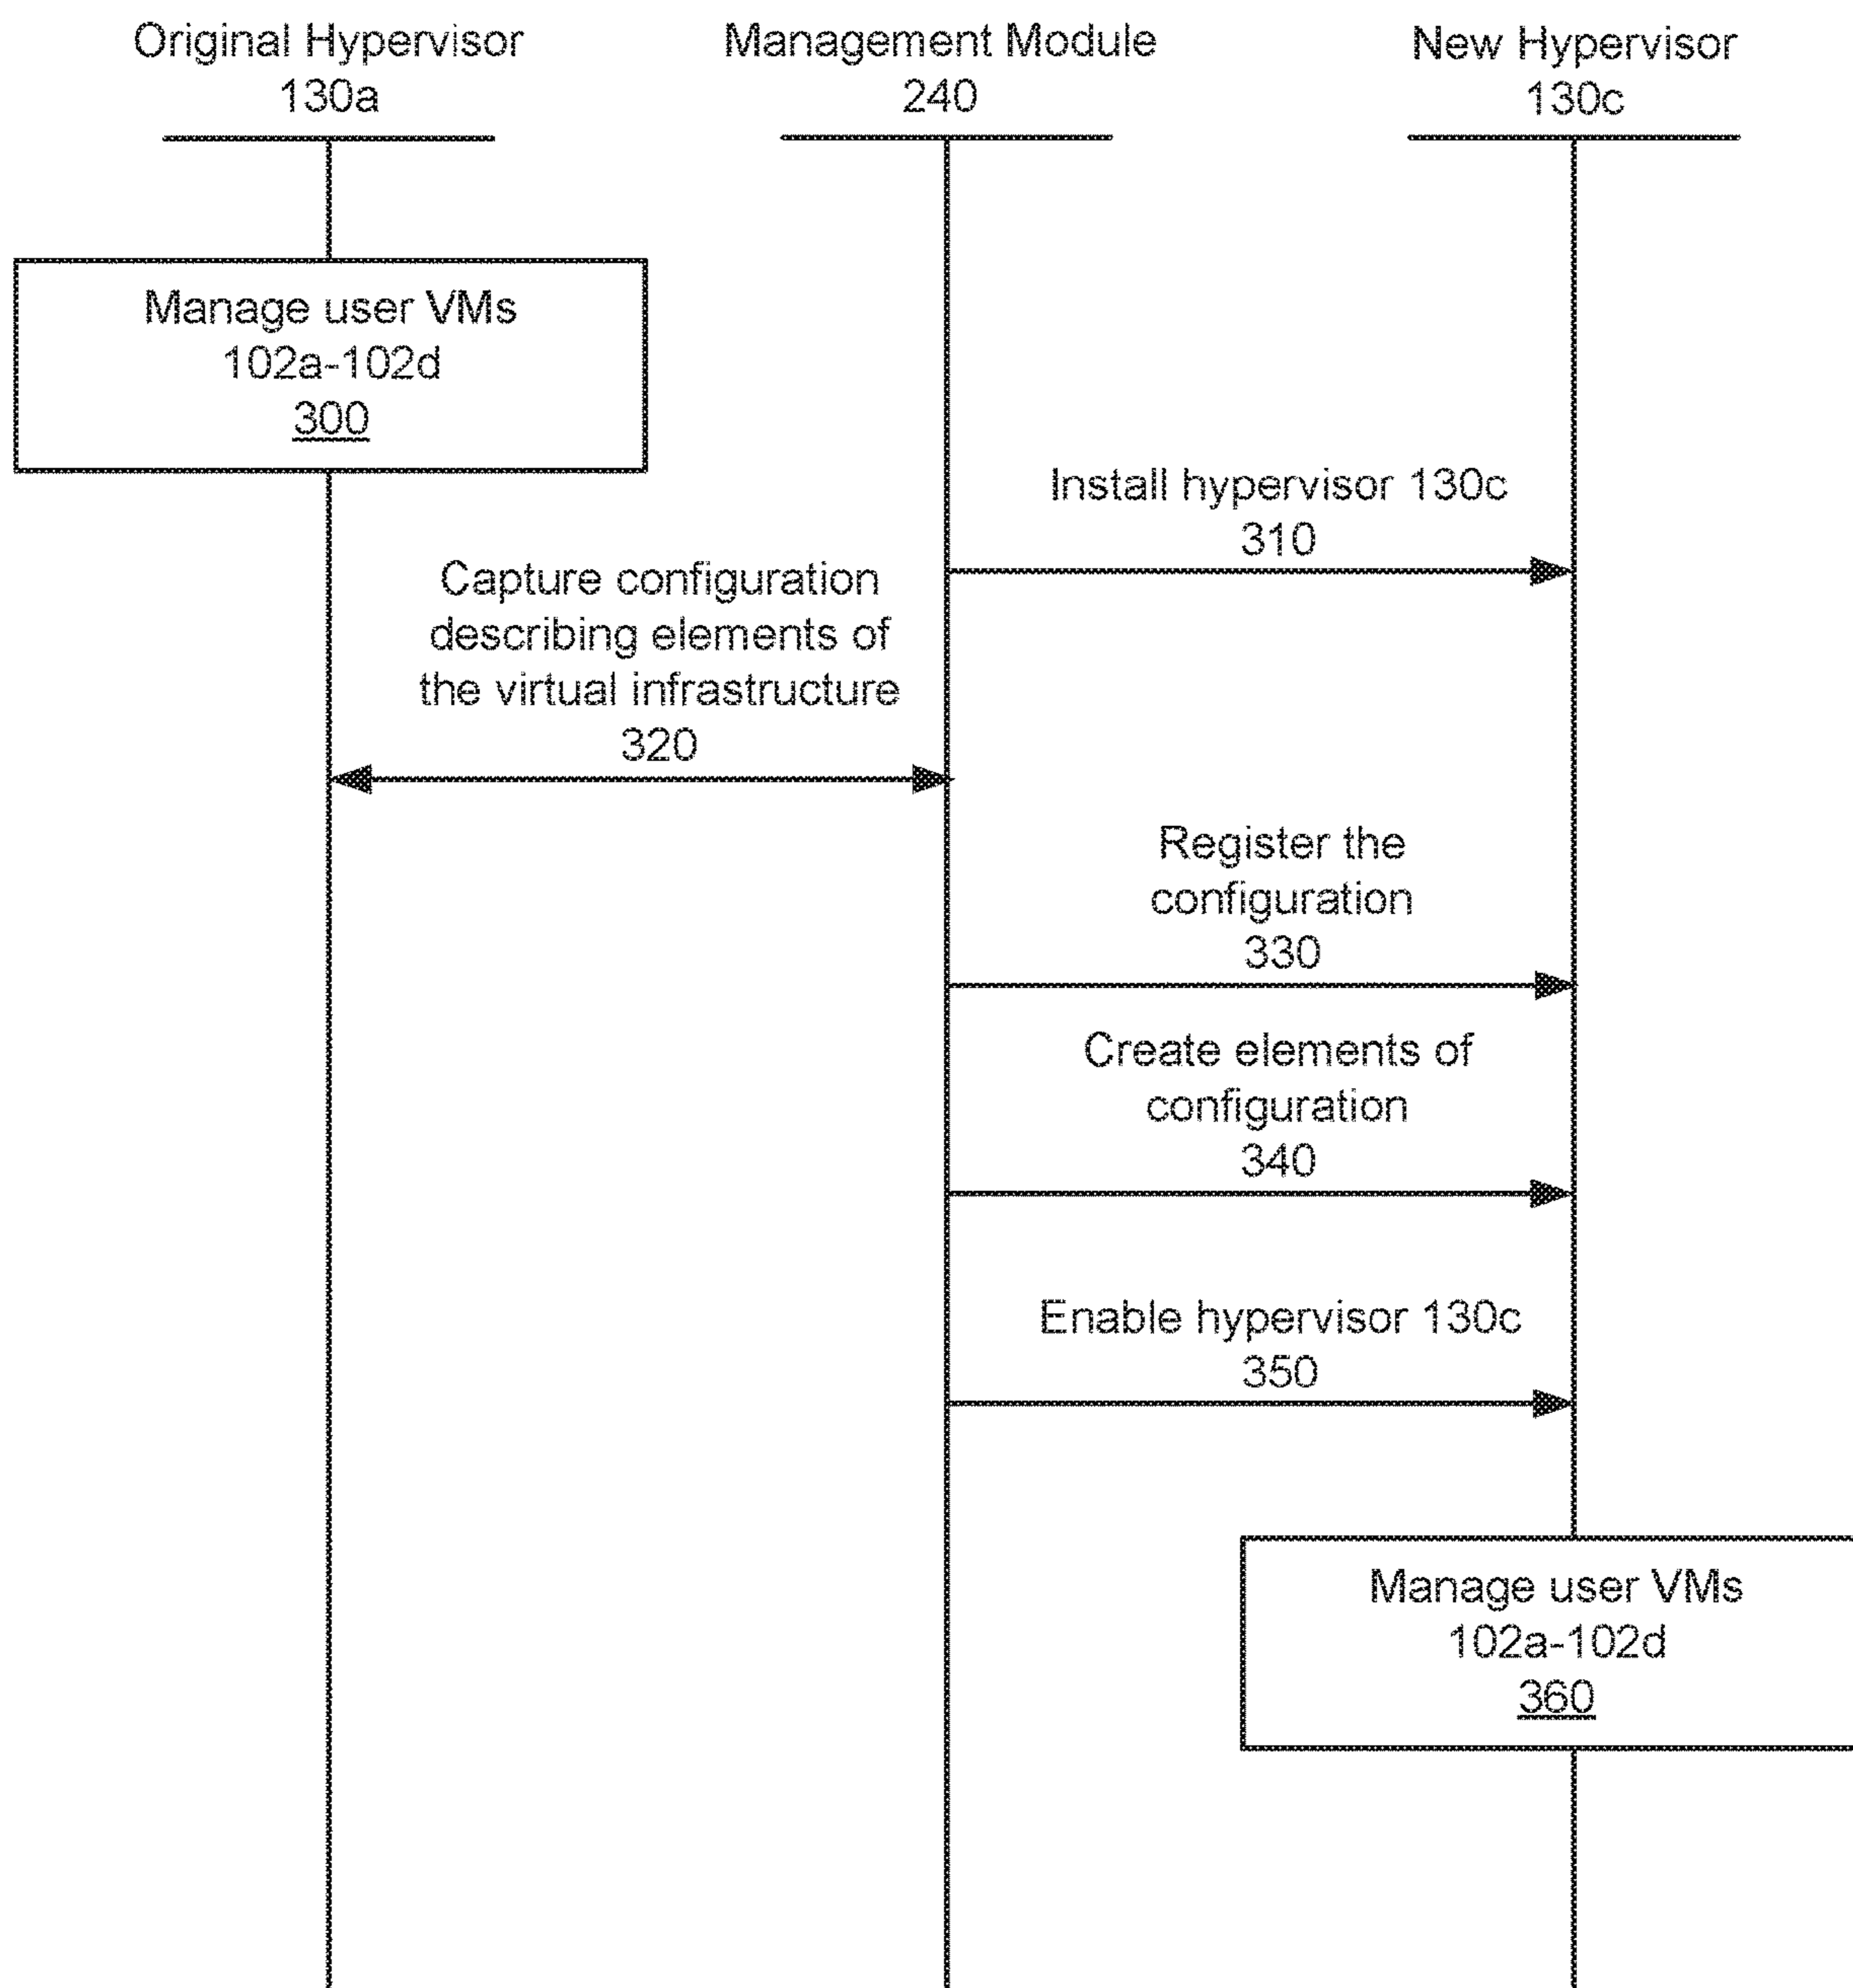 Original Hypervisor
130a
Management Module
240
New Hypervisor
130c
Manage user VMs
102a-102d
300
Install hypervisor 130c
310
Capture configuration
describing elements of
the virtual infrastructure
320
Register the
configuration
330
Create elements of
configuration
340
Enable hypervisor 130c
350
Manage user VMs
102a-102d
360